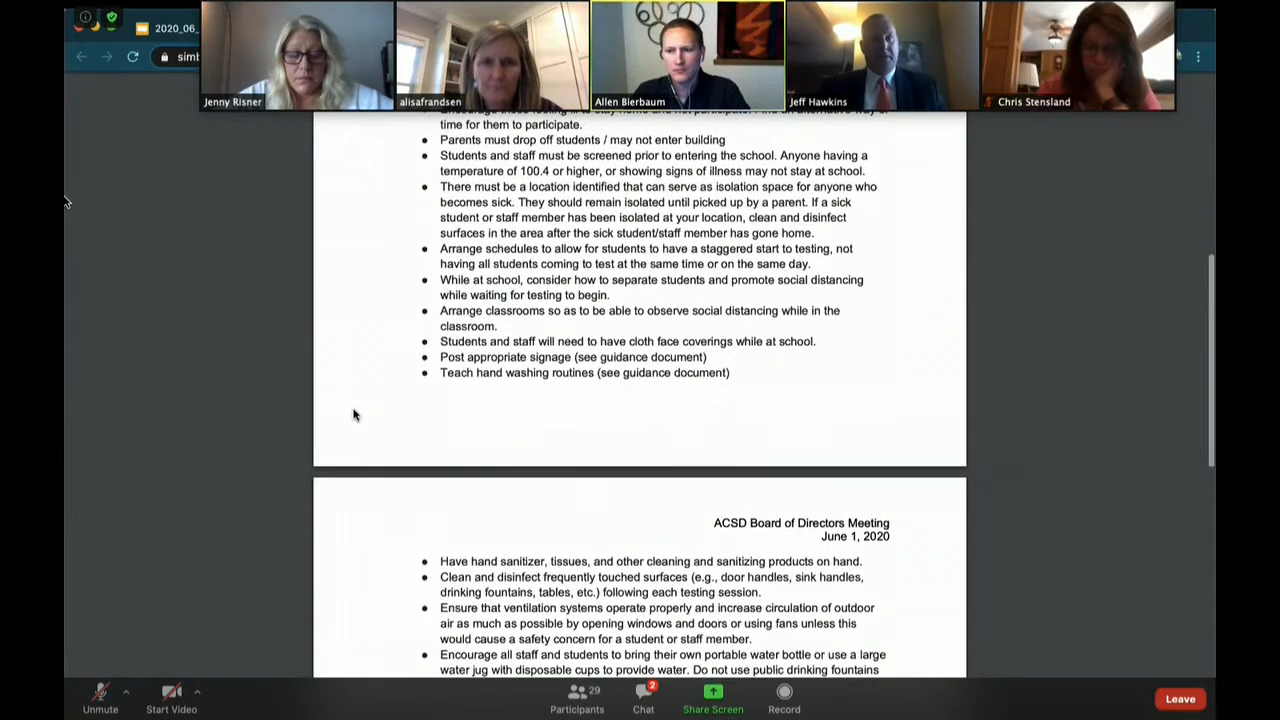 2020_06_
simb
Jenny Risner
alisafrandsen
Allen Bierbaum
Jeff Hawkins
Chris Stensland
time for them to participate.
Parents must drop off students / may not enter building
Students and staff must be screened prior to entering the school. Anyone having a
temperature of 100.4 or higher, or showing signs of illness may not stay at school.
There must be a location identified that can serve as isolation space for anyone who
becomes sick. They should remain isolated until picked up by a parent. If a sick
student or staff member has been isolated at your location, clean and disinfect
surfaces in the area after the sick student/staff member has gone home.
Arrange schedules to allow for students to have a staggered start to testing, not
having all students coming to test at the same time or on the same day.
While at school, consider how to separate students and promote social distancing
while waiting for testing to begin.
Arrange classrooms so as to be able to observe social distancing while in the
classroom.
Students and staff will need to have cloth face coverings while at school.
Post appropriate signage (see guidance document)
Teach hand washing routines (see guidance document)
ACSD Board of Directors Meeting
June 1, 2020
Have hand sanitizer, tissues, and other cleaning and sanitizing products on hand.
Clean and disinfect frequently touched surfaces (e.g., door handles, sink handles,
drinking fountains, tables, etc.) following each testing session.
Ensure that ventilation systems operate properly and increase circulation of outdoor
air as much as possible by opening windows and doors or using fans unless this
would cause a safety concern for a student or staff member.
Encourage all staff and students to bring their own portable water bottle or use a large
water jug with disposable cups to provide water. Do not use public drinking fountains
Unmute
Start Video
29
Participants
2
Chat
Share Screen
Record
Leave